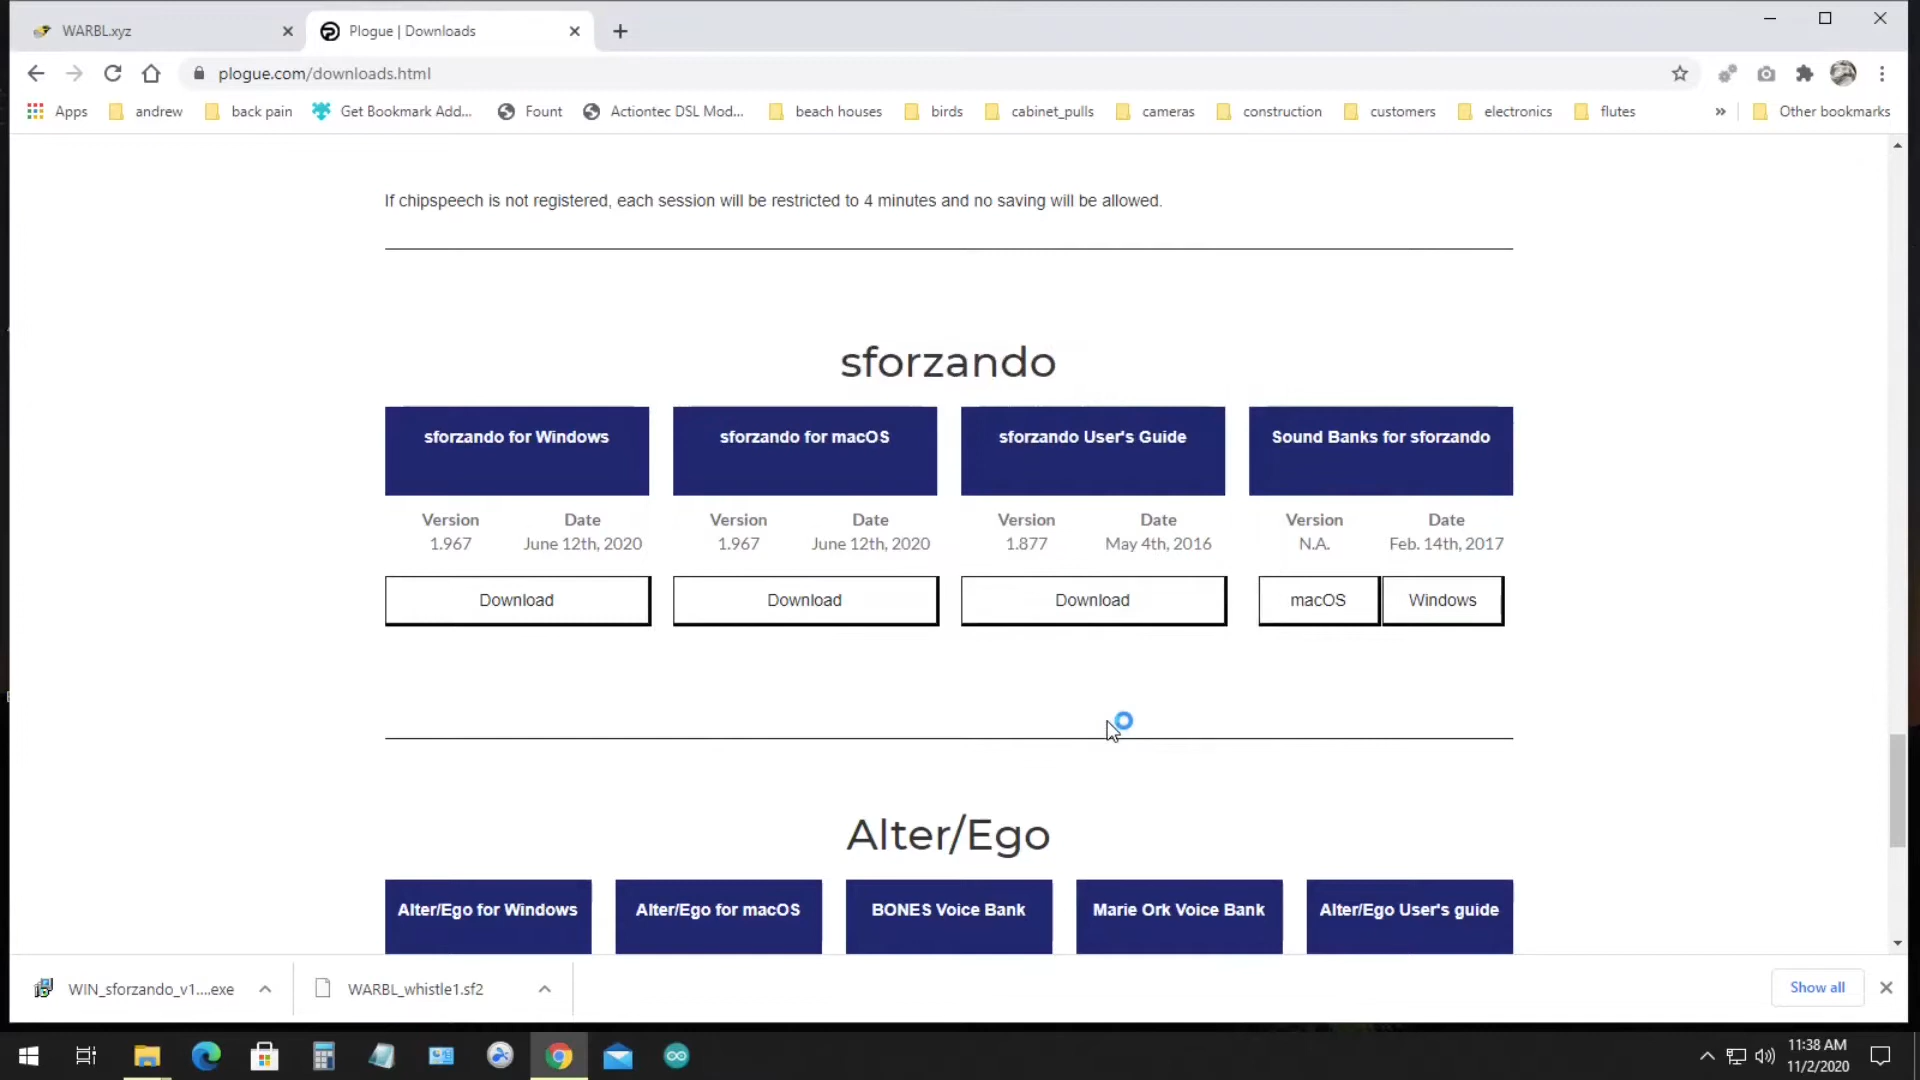 WARBL.xyz
Plogue | Downloads
plogue.com/downloads.html
Apps andrew back pain Get Bookmark Add... Fount Actiontec DSL Mod... beach houses birds cabinet_pulls cameras construction customers electronics flutes » Other bookmarks
If chipspeech is not registered, each session will be restricted to 4 minutes and no saving will be allowed.
sforzando
sforzando for Windows sforzando for macOS sforzando User's Guide Sound Banks for sforzando
Version Date Version Date Version Date Version Date
1.967 June 12th, 2020 1.967 June 12th, 2020 1.877 May 4th, 2016 N.A. Feb. 14th, 2017
Download Download Download macOS Windows
Alter/Ego
Alter/Ego for Windows Alter/Ego for macOS BONES Voice Bank Marie Ork Voice Bank Alter/Ego User's guide
WIN_sforzando_v1....exe WARBL_whistle1.sf2 Show all
11:38 AM
11/2/2020